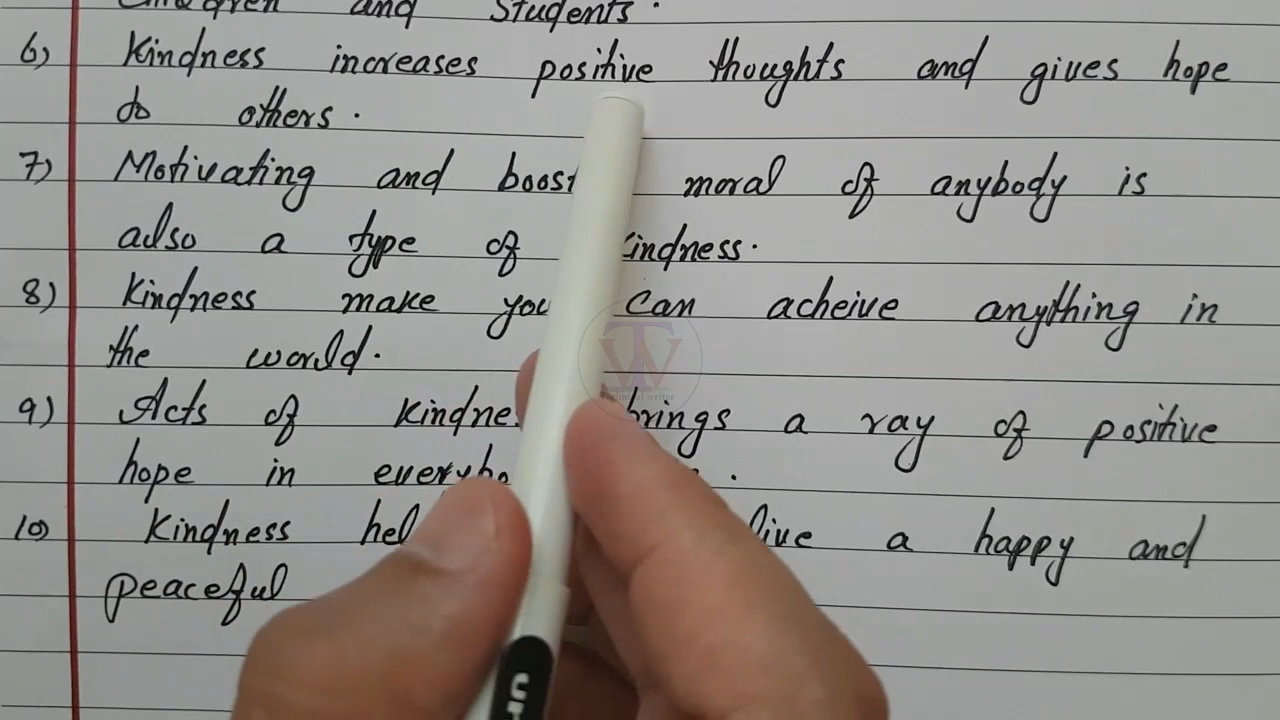 and Students.
6) Kindness increases positive thoughts and gives hope
to others.
7) Motivating and boost moral of anybody is
also a type of kindness.
8) Kindness make you can acheive anything in
the world.
9) Acts of Kindne brings a ray of positive
hope in everybo
10) Kindness hel live a happy and
peaceful